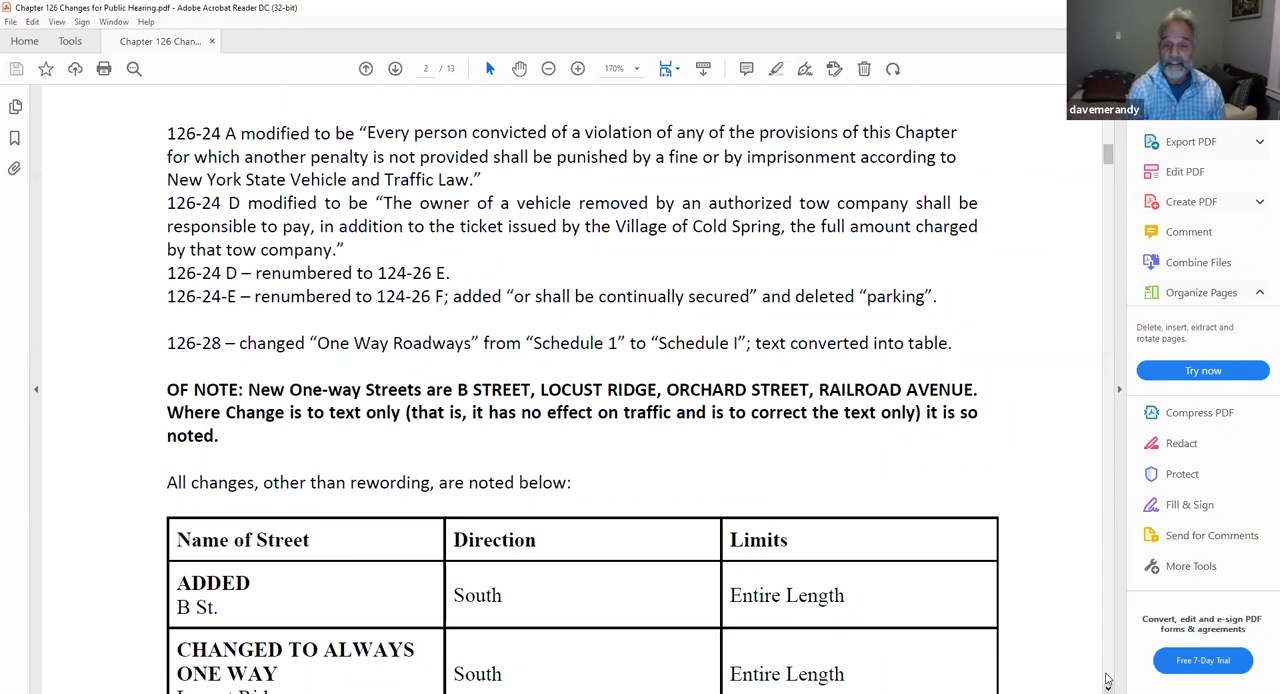 Chapter 126 Changes for Public Hearing.pdf - Adobe Acrobat Reader DC (32-bit)
File Edit View Sign Window Help
Home Tools Chapter 126 Chan... ×
2 / 13 170%
davemerandy
126-24 A modified to be “Every person convicted of a violation of any of the provisions of this Chapter
for which another penalty is not provided shall be punished by a fine or by imprisonment according to
New York State Vehicle and Traffic Law.”
126-24 D modified to be “The owner of a vehicle removed by an authorized tow company shall be
responsible to pay, in addition to the ticket issued by the Village of Cold Spring, the full amount charged
by that tow company.”
126-24 D – renumbered to 124-26 E.
126-24-E – renumbered to 124-26 F; added “or shall be continually secured” and deleted “parking”.
126-28 – changed “One Way Roadways” from “Schedule 1” to “Schedule I”; text converted into table.
OF NOTE: New One-way Streets are B STREET, LOCUST RIDGE, ORCHARD STREET, RAILROAD AVENUE.
Where Change is to text only (that is, it has no effect on traffic and is to correct the text only) it is so
noted.
All changes, other than rewording, are noted below:
Name of Street Direction Limits
ADDED
B St. South Entire Length
CHANGED TO ALWAYS
ONE WAY South Entire Length
Export PDF
Edit PDF
Create PDF
Comment
Combine Files
Organize Pages
Delete, insert, extract and
rotate pages.
Try now
Compress PDF
Redact
Protect
Fill & Sign
Send for Comments
More Tools
Convert, edit and e-sign PDF
forms & agreements
Free 7-Day Trial